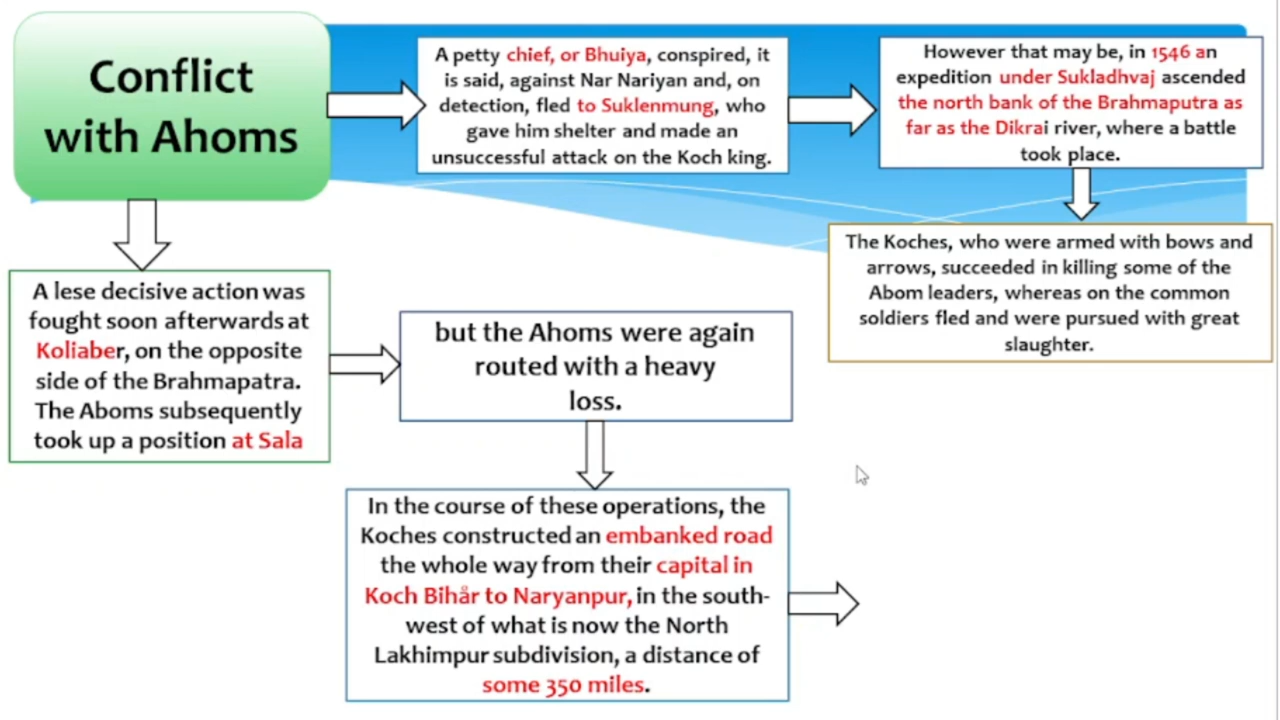 Conflict
with Ahoms
A petty chief, or Bhuiya, conspired, it
is said, against Nar Nariyan and, on
detection, fled to Suklenmung, who
gave him shelter and made an
unsuccessful attack on the Koch king.
However that may be, in 1546 an
expedition under Sukladhvaj ascended
the north bank of the Brahmaputra as
far as the Dikrai river, where a battle
took place.
The Koches, who were armed with bows and
arrows, succeeded in killing some of the
Abom leaders, whereas on the common
soldiers fled and were pursued with great
slaughter.
A lese decisive action was
fought soon afterwards at
Koliaber, on the opposite
side of the Brahmapatra.
The Aboms subsequently
took up a position at Sala
but the Ahoms were again
routed with a heavy
loss.
In the course of these operations, the
Koches constructed an embanked road
the whole way from their capital in
Koch Bihår to Naryanpur, in the south-
west of what is now the North
Lakhimpur subdivision, a distance of
some 350 miles.